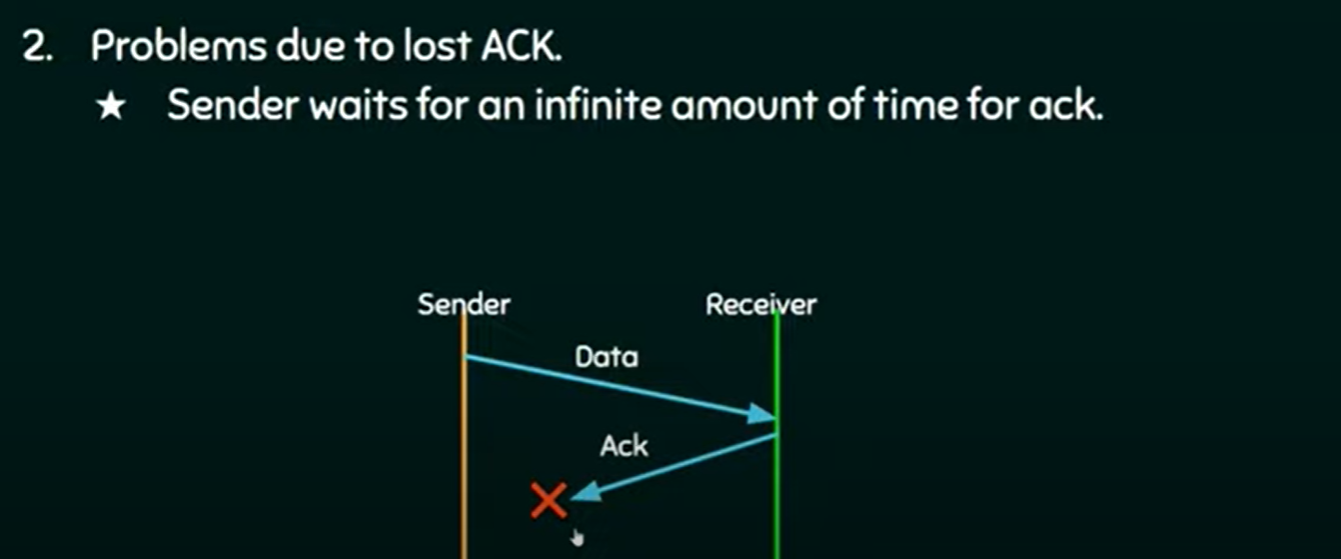 2. Problems due to lost ACK.
★ Sender waits for an infinite amount of time for ack.
Sender Receiver
Data
Ack